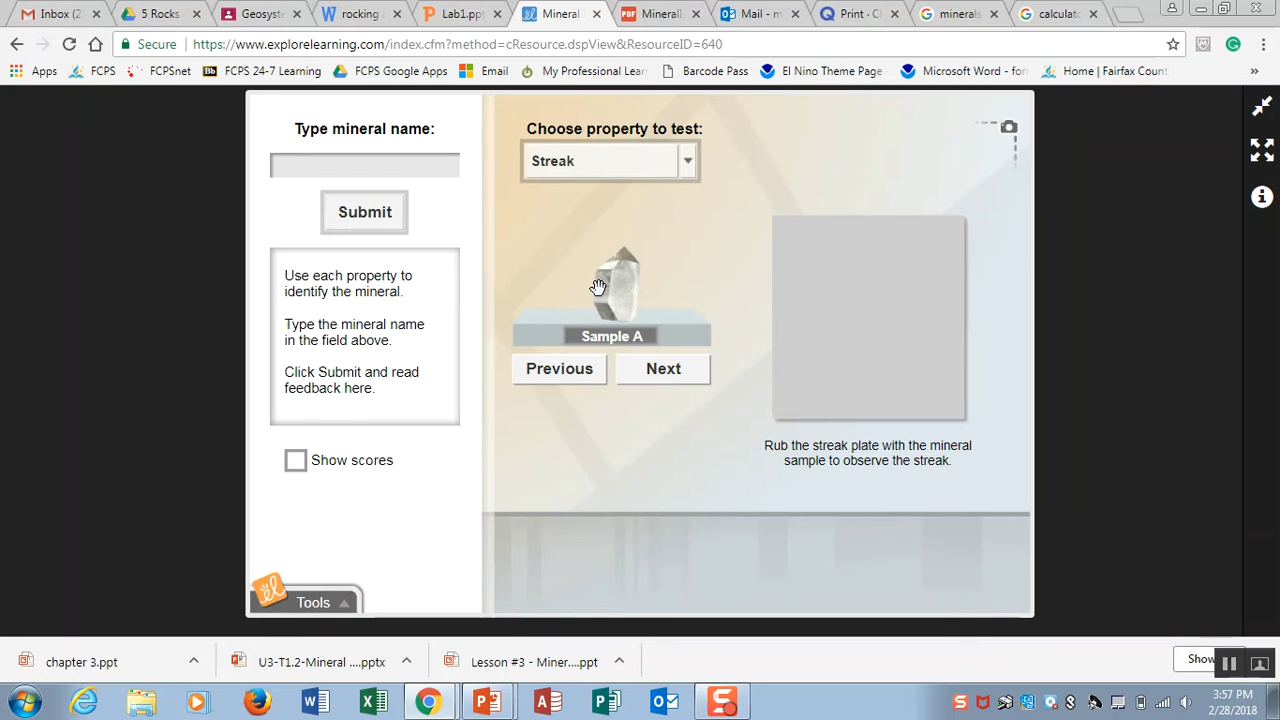 Inbox (2
5 Rocks
Geosyste
rocking
Lab1.ppt
Mineral
MineralI
Mail - m
Print - C
minerals
calculato
Secure
https://www.explorelearning.com/index.cfm?method=cResource.dspView&ResourceID=640
Apps
FCPS
FCPSnet
Bb
FCPS 24-7 Learning
FCPS Google Apps
Email
My Professional Lear
Barcode Pass
El Nino Theme Page
Microsoft Word - for
Home | Fairfax Count
Type mineral name:
Submit
Use each property to
identify the mineral.
Type the mineral name
in the field above.
Click Submit and read
feedback here.
Show scores
Tools
Choose property to test:
Streak
Sample A
Previous
Next
Rub the streak plate with the mineral
sample to observe the streak.
chapter 3.ppt
U3-T1.2-Mineral ....pptx
Lesson #3 - Miner....ppt
Show
3:57 PM
2/28/2018